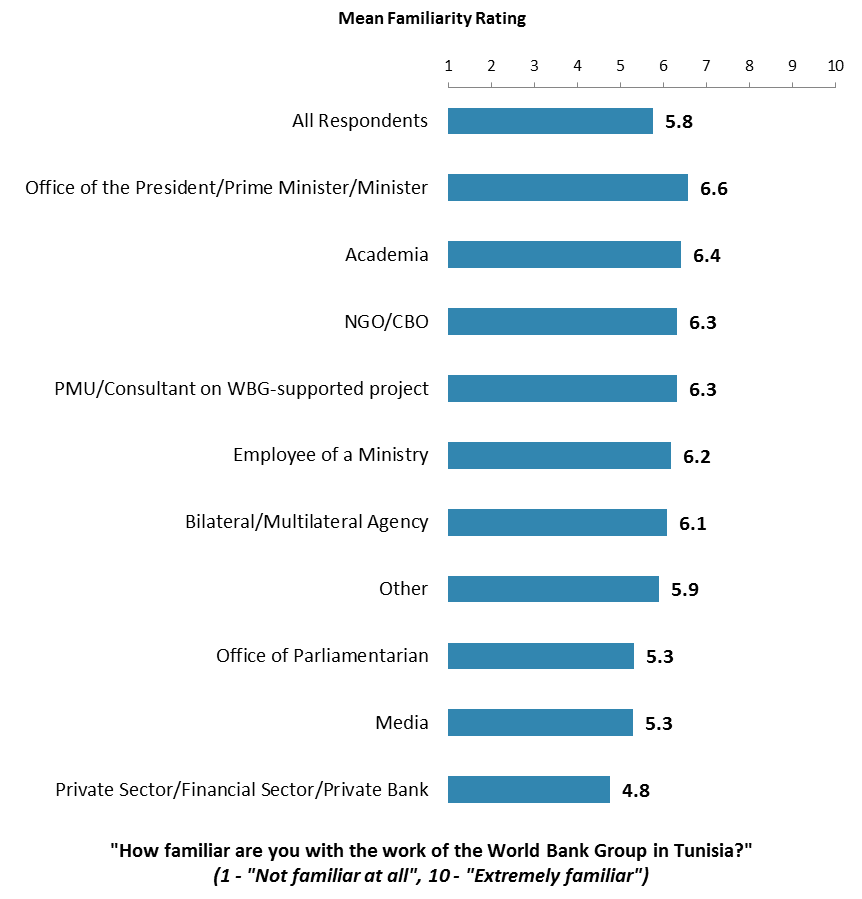 Mean Familiarity Rating
1 2 3 4 5 6 7 8 9 10
All Respondents 5.8
Office of the President/Prime Minister/Minister 6.6
Academia 6.4
NGO/CBO 6.3
PMU/Consultant on WBG-supported project 6.3
Employee of a Ministry 6.2
Bilateral/Multilateral Agency 6.1
Other 5.9
Office of Parliamentarian 5.3
Media 5.3
Private Sector/Financial Sector/Private Bank 4.8
"How familiar are you with the work of the World Bank Group in Tunisia?"
(1 - "Not familiar at all", 10 - "Extremely familiar")